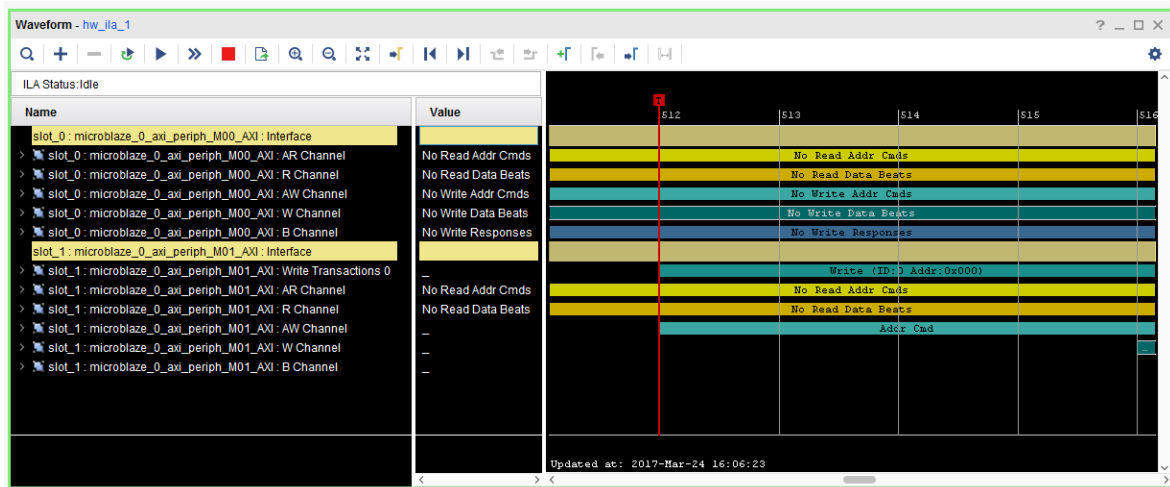 Waveform - hw_ila_1
ILA Status:Idle
Name Value
512 513 514 515 516
slot_0 : microblaze_0_axi_periph_M00_AXI : Interface
slot_0 : microblaze_0_axi_periph_M00_AXI : AR Channel No Read Addr Cmds No Read Addr Cmds
slot_0 : microblaze_0_axi_periph_M00_AXI : R Channel No Read Data Beats No Read Data Beats
slot_0 : microblaze_0_axi_periph_M00_AXI : AW Channel No Write Addr Cmds No Write Addr Cmds
slot_0 : microblaze_0_axi_periph_M00_AXI : W Channel No Write Data Beats No Write Data Beats
slot_0 : microblaze_0_axi_periph_M00_AXI : B Channel No Write Responses No Write Responses
slot_1 : microblaze_0_axi_periph_M01_AXI : Interface
slot_1 : microblaze_0_axi_periph_M01_AXI : Write Transactions 0 _ Write (ID:0 Addr:0x000)
slot_1 : microblaze_0_axi_periph_M01_AXI : AR Channel No Read Addr Cmds No Read Addr Cmds
slot_1 : microblaze_0_axi_periph_M01_AXI : R Channel No Read Data Beats No Read Data Beats
slot_1 : microblaze_0_axi_periph_M01_AXI : AW Channel _ Addr Cmd
slot_1 : microblaze_0_axi_periph_M01_AXI : W Channel _ _
slot_1 : microblaze_0_axi_periph_M01_AXI : B Channel _
Updated at: 2017-Mar-24 16:06:23